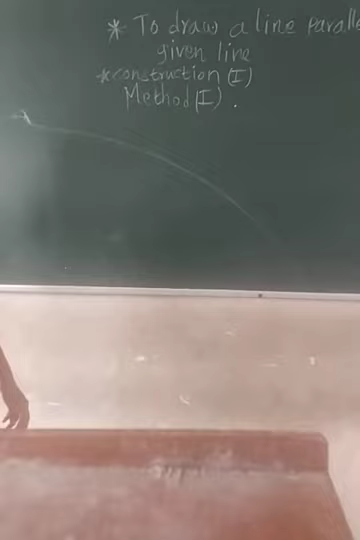 * To draw a line paralle
given line
* construction (I)
Method (I).